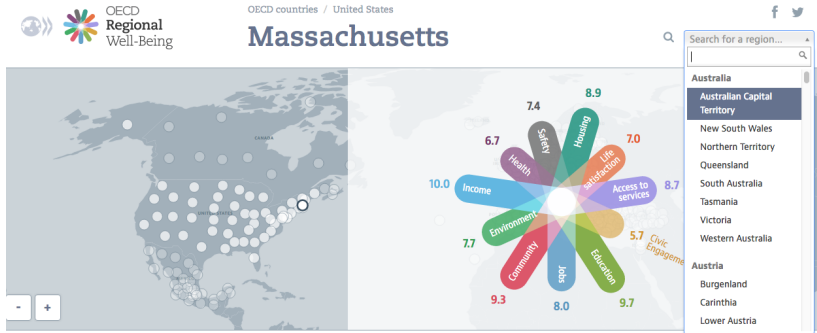 OECD
Regional
Well-Being
OECD countries / United States
Massachusetts
Search for a region...
Australia
Australian Capital
Territory
New South Wales
Northern Territory
Queensland
South Australia
Tasmania
Victoria
Western Australia
Austria
Burgenland
Carinthia
Lower Austria
CANADA
UNITED STATES
- +
8.9
Housing
7.4
Safety
7.0
Life
satisfaction
6.7
Health
10.0
Income
8.7
Access to
services
7.7
Environment
5.7
Civic
Engageme
9.3
Community
8.0
Jobs
9.7
Education